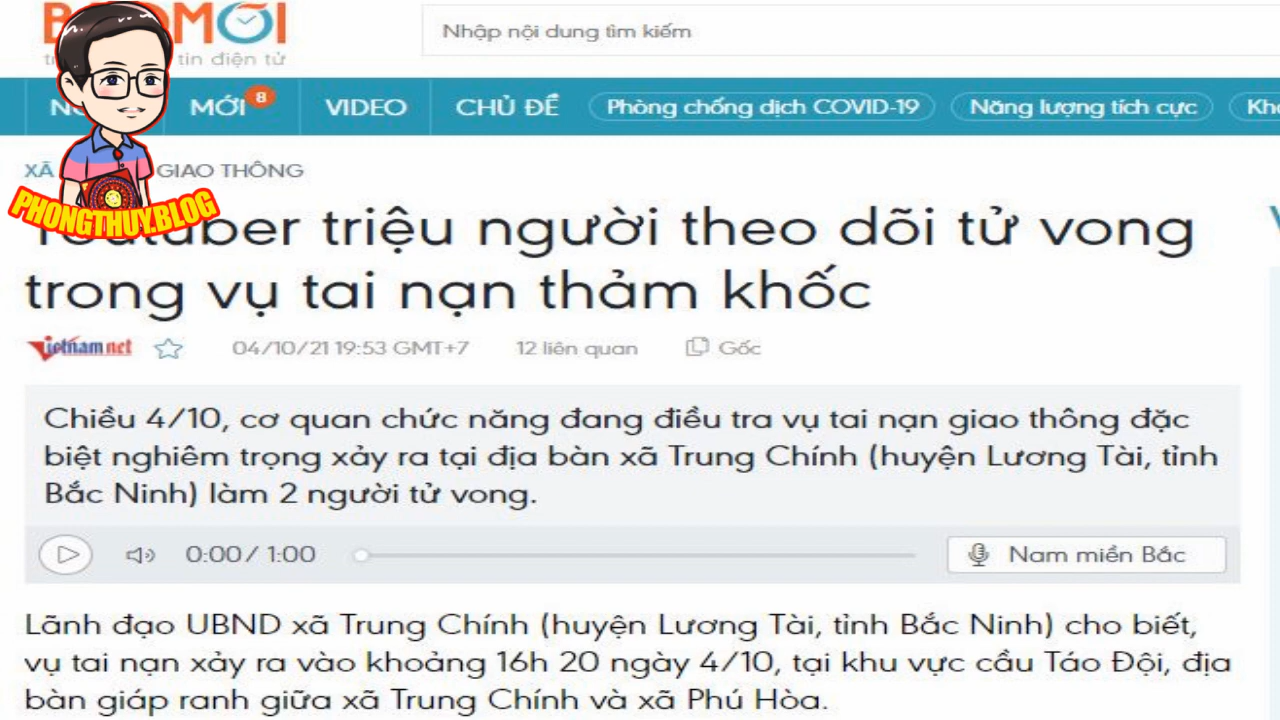 MỚI
tin điện tử
Nhập nội dung tìm kiếm
MỚI 8 VIDEO CHỦ ĐỀ Phòng chống dịch COVID-19 Năng lượng tích cực
XÃ GIAO THÔNG
PHONGTHUY.BLOG
Youtuber triệu người theo dõi tử vong
trong vụ tai nạn thảm khốc
Vietnamnet 04/10/21 19:53 GMT+7 12 liên quan Gốc
Chiều 4/10, cơ quan chức năng đang điều tra vụ tai nạn giao thông đặc
biệt nghiêm trọng xảy ra tại địa bàn xã Trung Chính (huyện Lương Tài, tỉnh
Bắc Ninh) làm 2 người tử vong.
0:00 / 1:00 Nam miền Bắc
Lãnh đạo UBND xã Trung Chính (huyện Lương Tài, tỉnh Bắc Ninh) cho biết,
vụ tai nạn xảy ra vào khoảng 16h 20 ngày 4/10, tại khu vực cầu Táo Đội, địa
bàn giáp ranh giữa xã Trung Chính và xã Phú Hòa.